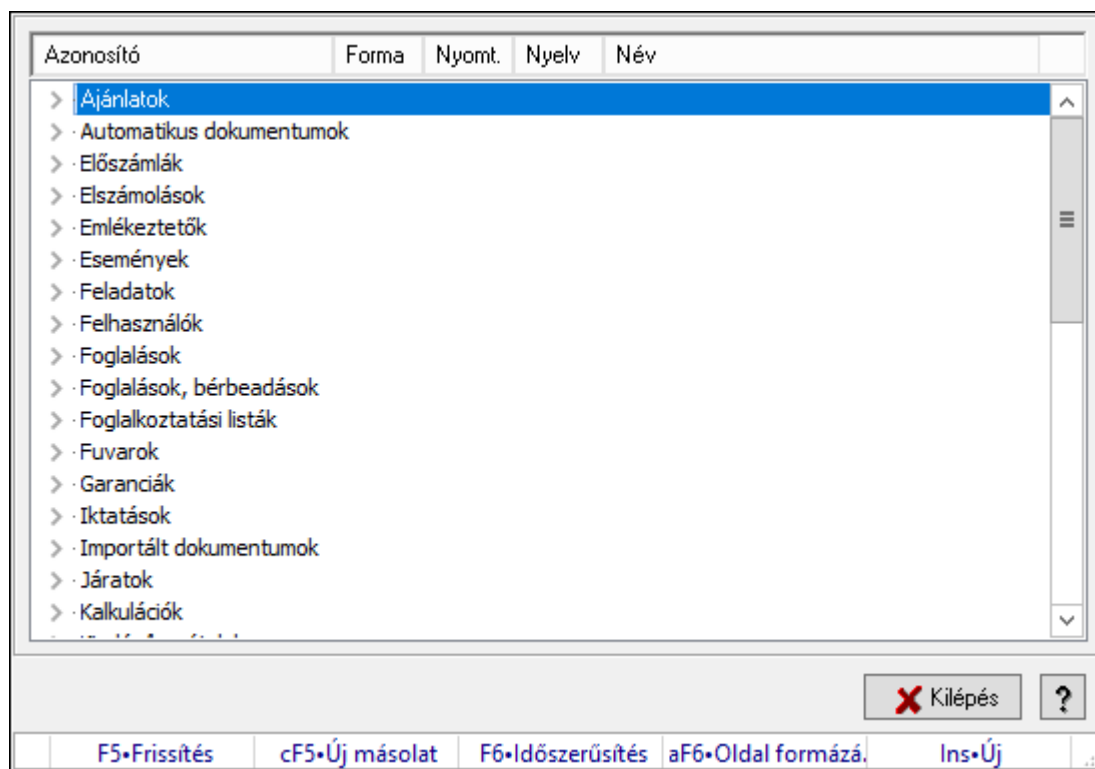 Azonosító Forma Nyomt. Nyelv Név
Ajánlatok
Automatikus dokumentumok
Előszámlák
Elszámolások
Emlékeztetők
Események
Feladatok
Felhasználók
Foglalások
Foglalások, bérbeadások
Foglalkoztatási listák
Fuvarok
Garanciák
Iktatások
Importált dokumentumok
Járatok
Kalkulációk
Kilépés ?
F5•Frissítés cF5•Új másolat F6•Időszerűsítés aF6•Oldal formázá. Ins•Új